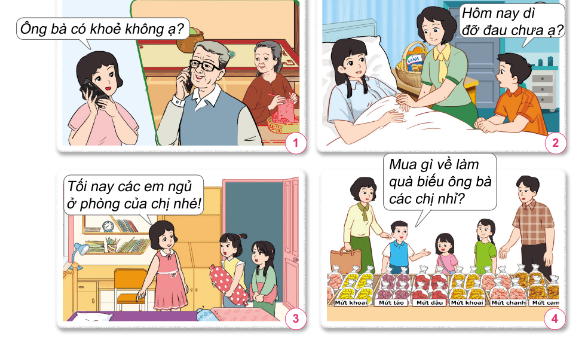 Ông bà có khoẻ không ạ?
1
Hôm nay dì
đỡ đau chưa ạ?
2
Tối nay các em ngủ
ở phòng của chị nhé!
3
Mua gì về làm
quà biếu ông bà
các chị nhỉ?
Mứt khoai
Mứt táo
Mứt dâu
Mứt khoai
Mứt chanh
Mứt cam
4